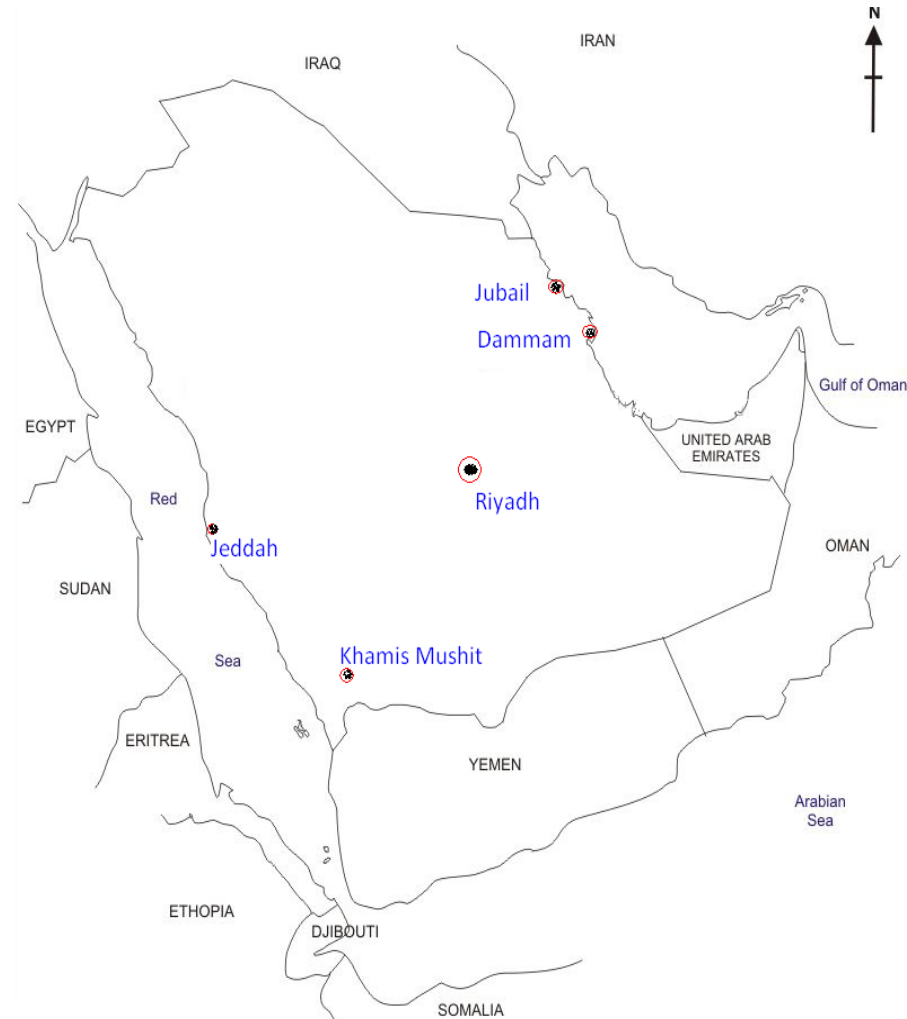 N
IRAN
IRAQ
Jubail
Dammam
Gulf of Oman
EGYPT
UNITED ARAB
EMIRATES
Red
Riyadh
Jeddah
OMAN
SUDAN
Khamis Mushit
Sea
ERITREA
YEMEN
Arabian
Sea
ETHOPIA
DJIBOUTI
SOMALIA